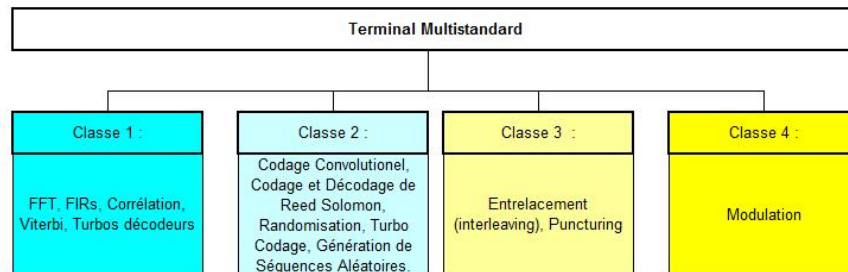 Terminal Multistandard
Classe 1 :
FFT, FIRs, Corrélation,
Viterbi, Turbos décodeurs
Classe 2 :
Codage Convolutionel,
Codage et Décodage de
Reed Solomon,
Randomisation, Turbo
Codage, Génération de
Séquences Aléatoires.
Classe 3 :
Entrelacement
(interleaving), Puncturing
Classe 4 :
Modulation